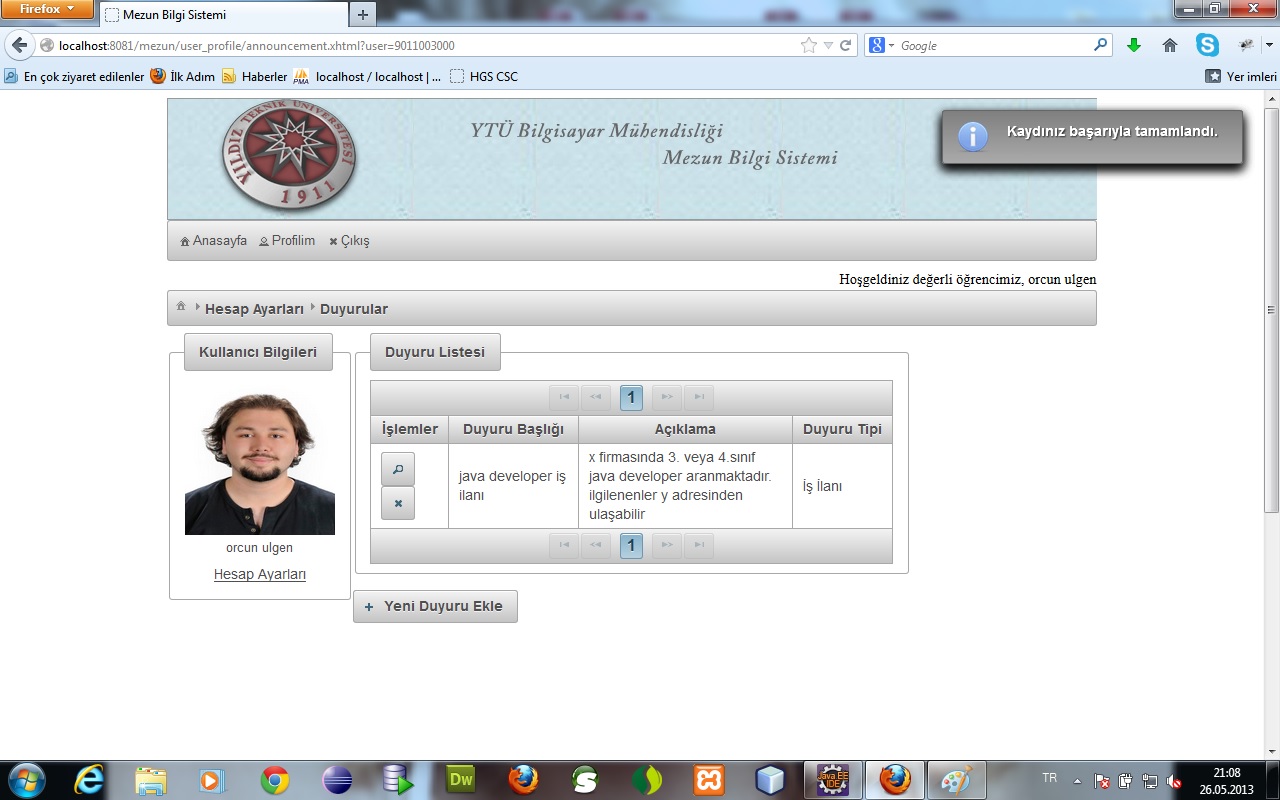 Firefox
Mezun Bilgi Sistemi
localhost:8081/mezun/user_profile/announcement.xhtml?user=9011003000
Google
En çok ziyaret edilenler
İlk Adım
Haberler
localhost / localhost | ...
HGS CSC
Yer imleri
YILDIZ TEKNİK ÜNİVERSİTESİ
1911
YTÜ Bilgisayar Mühendisliği
Mezun Bilgi Sistemi
Kaydınız başarıyla tamamlandı.
Anasayfa
Profilim
Çıkış
Hoşgeldiniz değerli öğrencimiz, orcun ulgen
Hesap Ayarları
Duyurular
Kullanıcı Bilgileri
orcun ulgen
Hesap Ayarları
Duyuru Listesi
1
İşlemler
Duyuru Başlığı
Açıklama
Duyuru Tipi
java developer iş
ilanı
x firmasında 3. veya 4.sınıf
java developer aranmaktadır.
ilgilenenler y adresinden
ulaşabilir
İş İlanı
1
Yeni Duyuru Ekle
Dw
Java EE
IDE
TR
21:08
26.05.2013